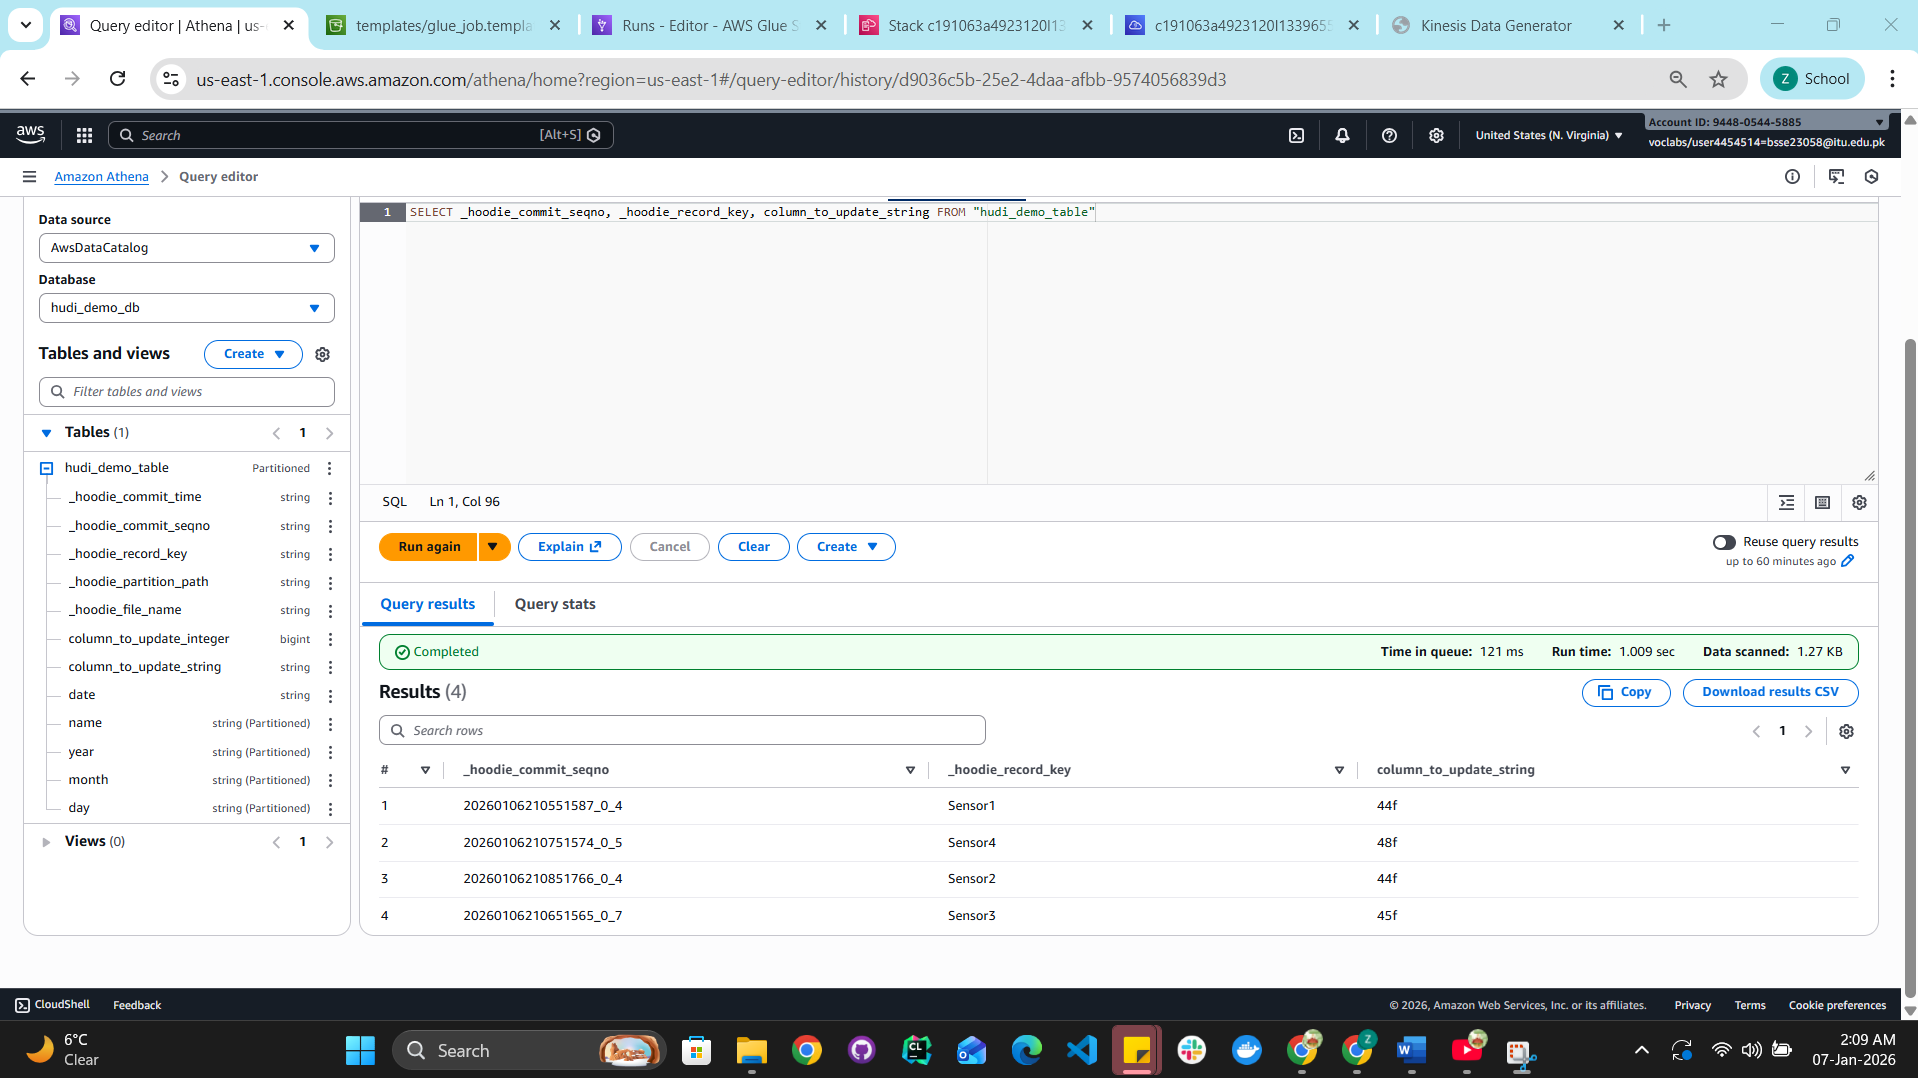 Query editor | Athena | us-
templates/glue_job.templa
Runs - Editor - AWS Glue S
Stack c191063a4923120l13
c191063a4923120l1339655
Kinesis Data Generator
us-east-1.console.aws.amazon.com/athena/home?region=us-east-1#/query-editor/history/d9036c5b-25e2-4daa-afbb-9574056839d3
Z School
aws
Search [Alt+S]
United States (N. Virginia)
Account ID: 9448-0544-5885
voclabs/user4454514=bsse23058@itu.edu.pk
Amazon Athena > Query editor
Data source
AwsDataCatalog
Database
hudi_demo_db
Tables and views
Create
Filter tables and views
Tables (1) < 1 >
hudi_demo_table Partitioned
_hoodie_commit_time string
_hoodie_commit_seqno string
_hoodie_record_key string
_hoodie_partition_path string
_hoodie_file_name string
column_to_update_integer bigint
column_to_update_string string
date string
name string (Partitioned)
year string (Partitioned)
month string (Partitioned)
day string (Partitioned)
Views (0) < 1 >
1 SELECT _hoodie_commit_seqno, _hoodie_record_key, column_to_update_string FROM "hudi_demo_table"
SQL Ln 1, Col 96
Run again
Explain
Cancel
Clear
Create
Reuse query results
up to 60 minutes ago
Query results
Query stats
Completed
Time in queue: 121 ms Run time: 1.009 sec Data scanned: 1.27 KB
Results (4)
Copy
Download results CSV
Search rows
< 1 >
# _hoodie_commit_seqno _hoodie_record_key column_to_update_string
1 20260106210551587_0_4 Sensor1 44f
2 20260106210751574_0_5 Sensor4 48f
3 20260106210851766_0_4 Sensor2 44f
4 20260106210651565_0_7 Sensor3 45f
CloudShell Feedback
© 2026, Amazon Web Services, Inc. or its affiliates. Privacy Terms Cookie preferences
6°C
Clear
Search
2:09 AM
07-Jan-2026